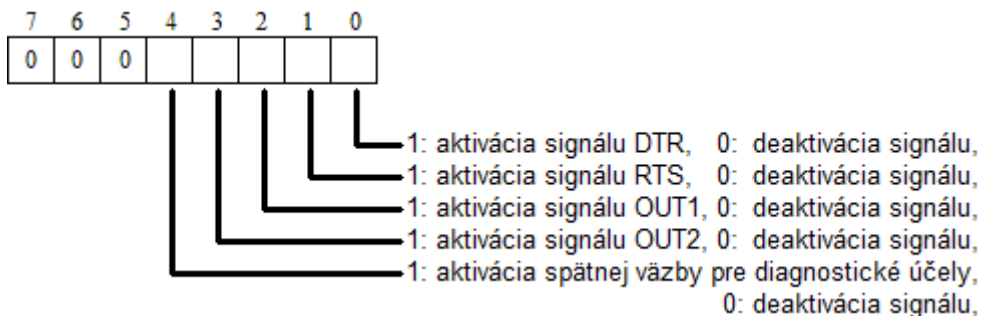 7 6 5 4 3 2 1 0
0 0 0
1: aktivácia signálu DTR, 0: deaktivácia signálu,
1: aktivácia signálu RTS, 0: deaktivácia signálu,
1: aktivácia signálu OUT1, 0: deaktivácia signálu,
1: aktivácia signálu OUT2, 0: deaktivácia signálu,
1: aktivácia spätnej väzby pre diagnostické účely,
0: deaktivácia signálu,